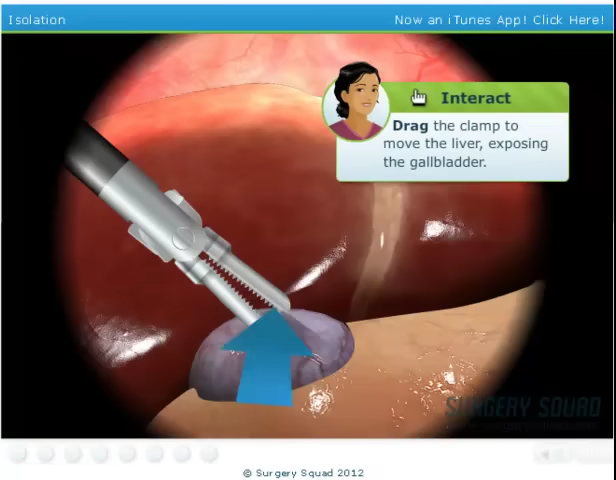 Isolation
Now an iTunes App! Click Here!
Interact
Drag the clamp to
move the liver, exposing
the gallbladder.
SURGERY SQUAD
© Surgery Squad 2012